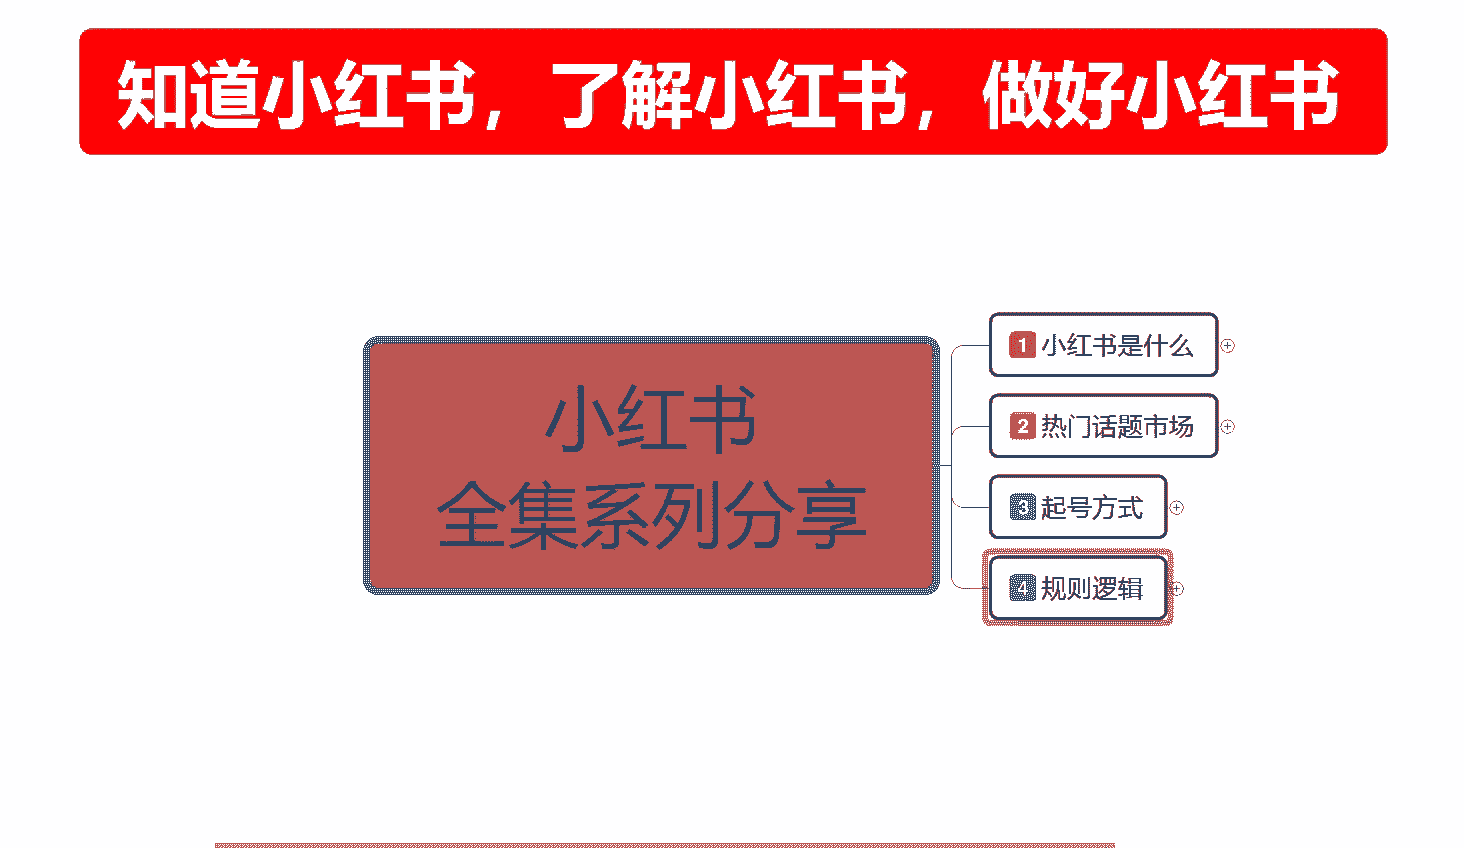 知道小红书，了解小红书，做好小红书
小红书
全集系列分享
1 小红书是什么
2 热门话题市场
3 起号方式
4 规则逻辑